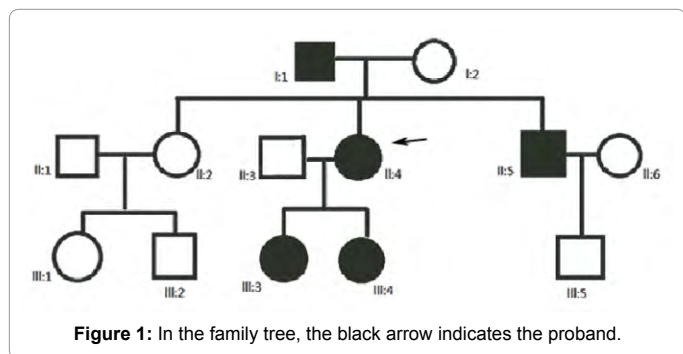 I:1
I:2
II:1
II:2
II:3
II:4
II:5
II:6
III:1
III:2
III:3
III:4
III:5
Figure 1: In the family tree, the black arrow indicates the proband.